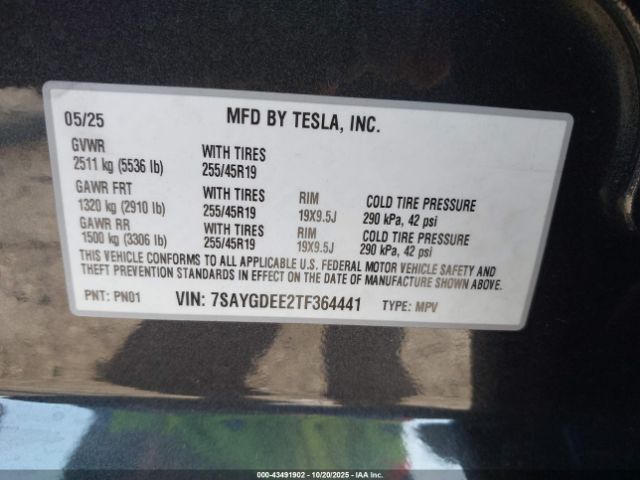 05/25 MFD BY TESLA, INC.
GVWR WITH TIRES
2511 kg (5536 lb) 255/45R19
GAWR FRT WITH TIRES RIM COLD TIRE PRESSURE
1320 kg (2910 lb) 255/45R19 19X9.5J 290 kPa, 42 psi
GAWR RR WITH TIRES RIM COLD TIRE PRESSURE
1500 kg (3306 lb) 255/45R19 19X9.5J 290 kPa, 42 psi
THIS VEHICLE CONFORMS TO ALL APPLICABLE U.S. FEDERAL MOTOR VEHICLE SAFETY AND
THEFT PREVENTION STANDARDS IN EFFECT ON THE DATE OF MANUFACTURE SHOWN ABOVE.
PNT: PN01 VIN: 7SAYGDEE2TF364441 TYPE: MPV
000-43491902 - 10/20/2025 - IAA Inc.